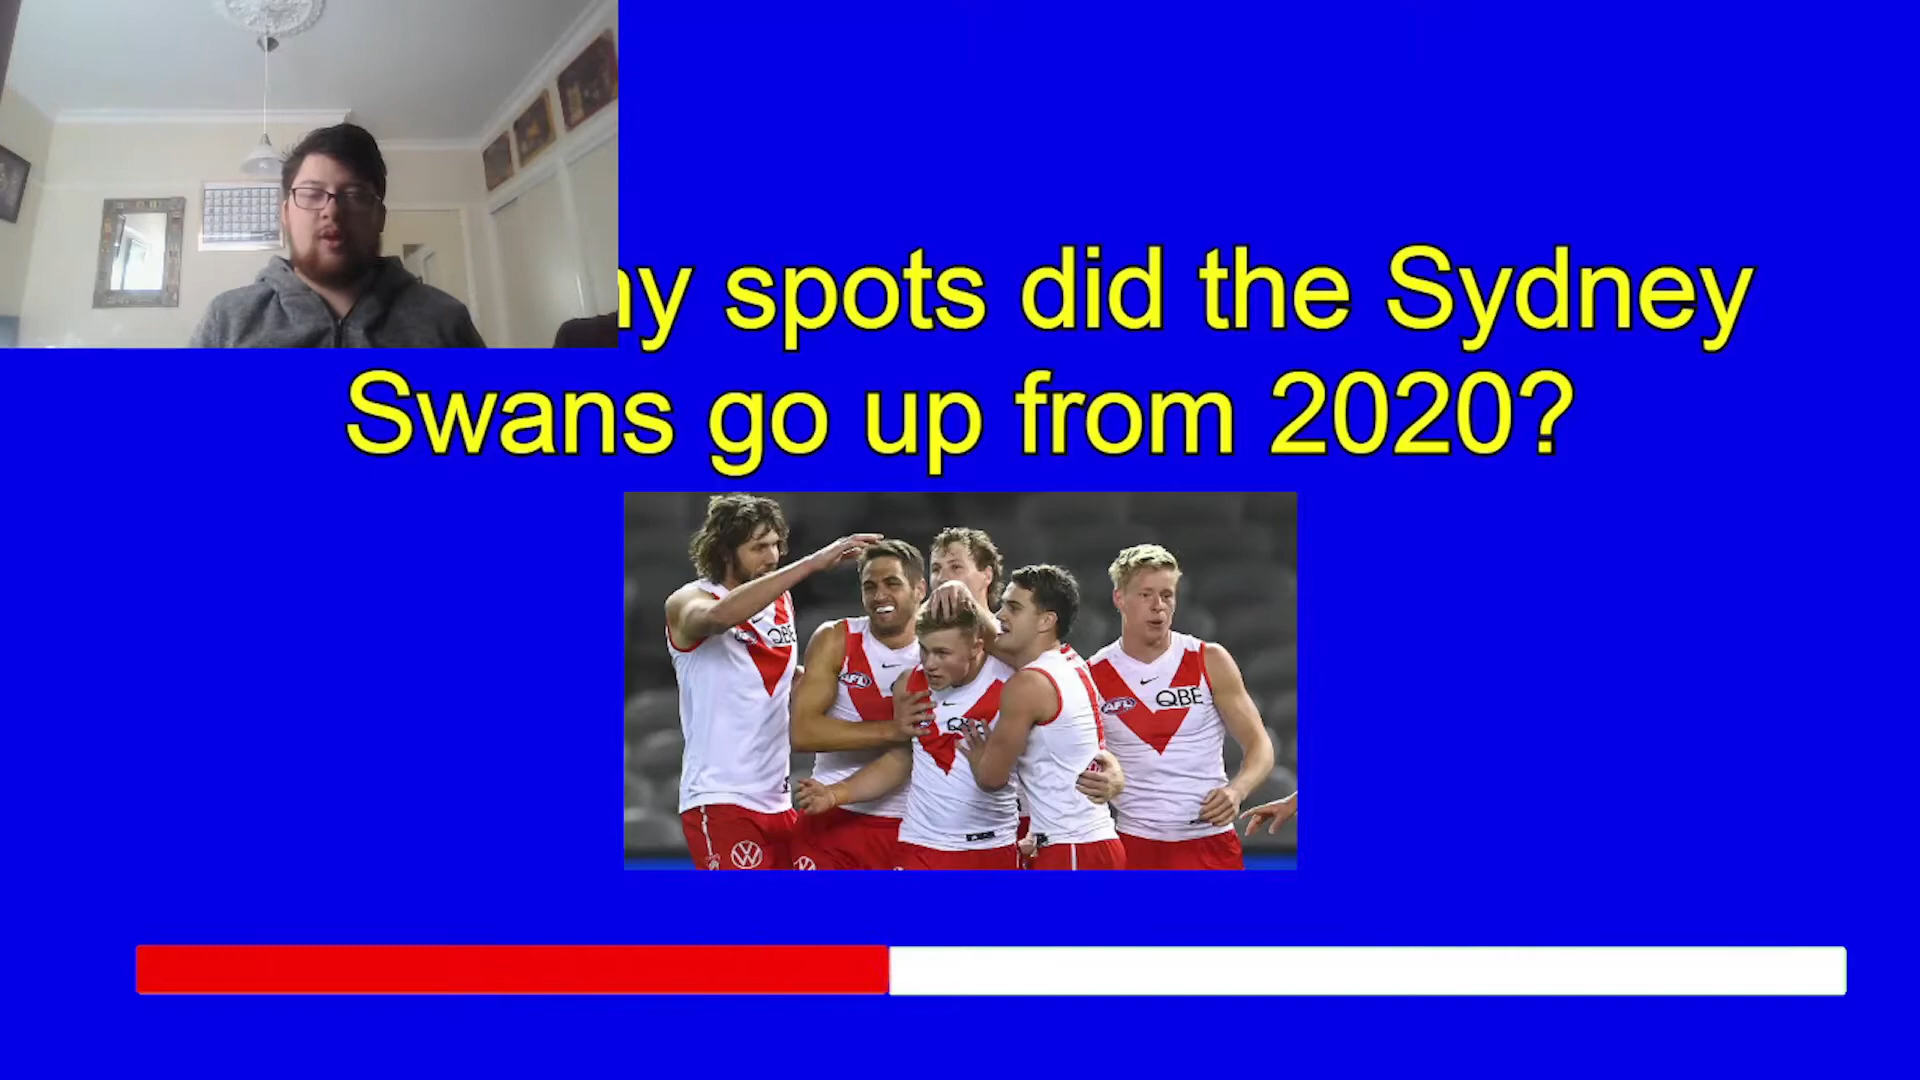 ny spots did the Sydney
Swans go up from 2020?
QBE
AFL
QBE
AFL
QBE